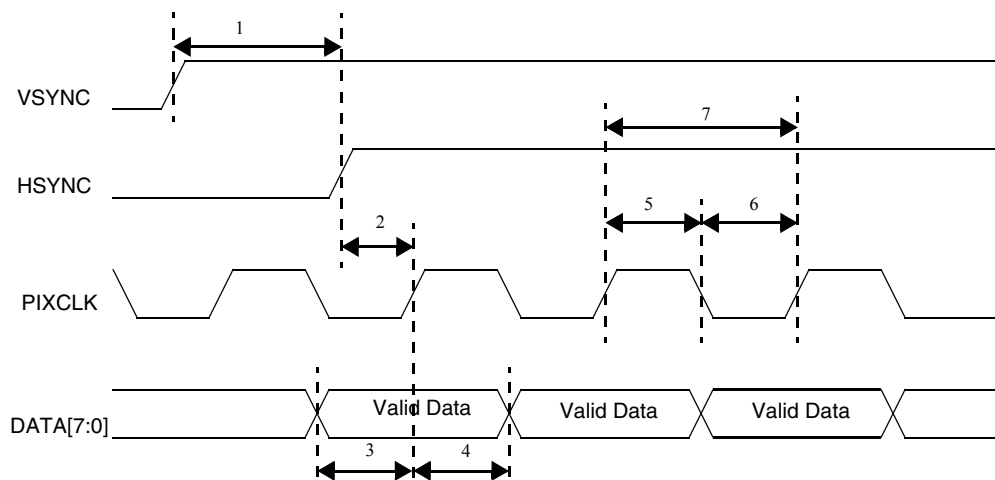 1
VSYNC
7
HSYNC
5
6
2
PIXCLK
Valid Data
Valid Data
Valid Data
DATA[7:0]
3
4